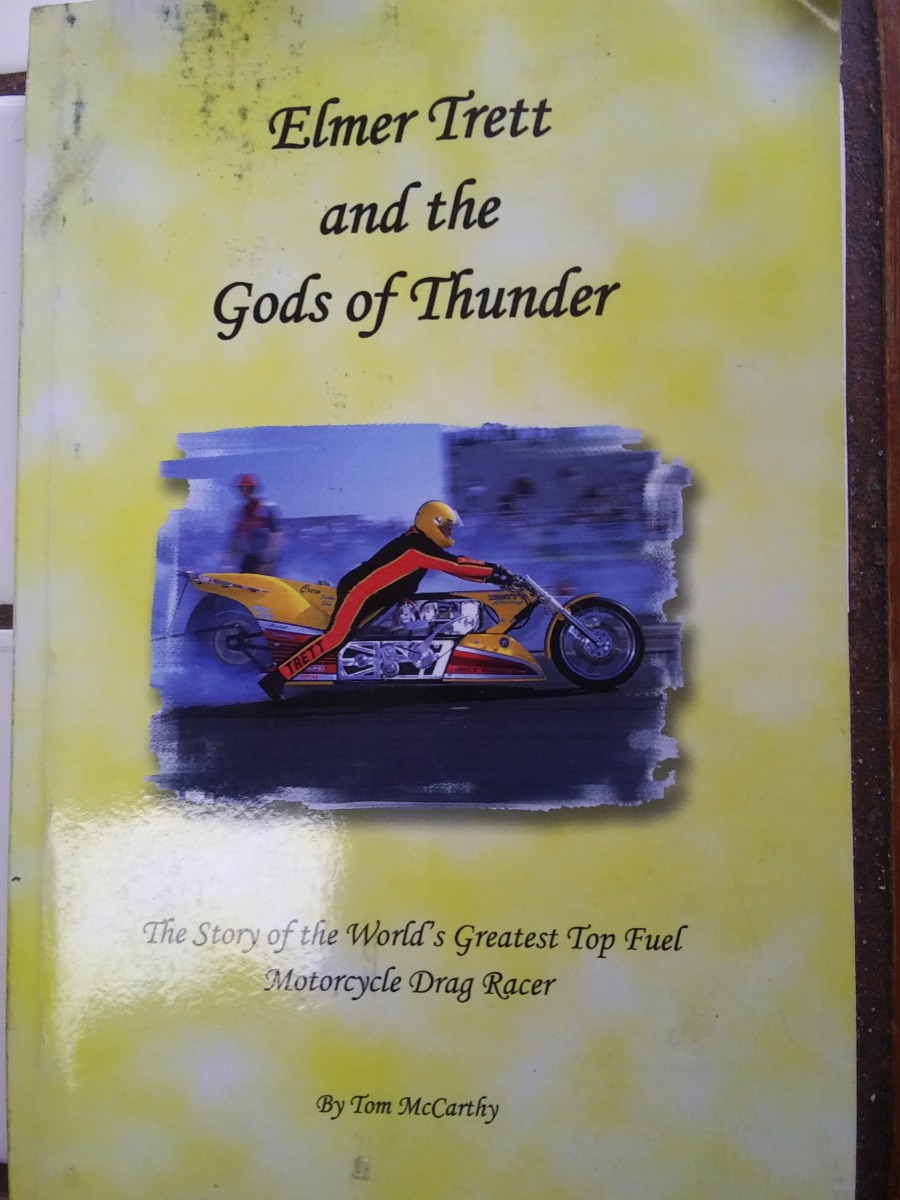 Elmer Trett
and the
Gods of Thunder
Crew
TRETT
The Story of the World's Greatest Top Fuel
Motorcycle Drag Racer
By Tom McCarthy